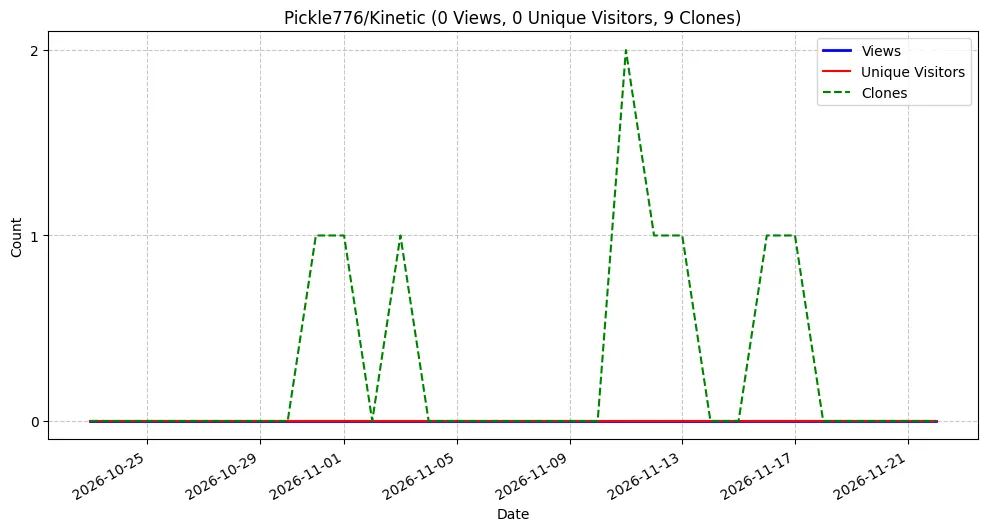 Pickle776/Kinetic (0 Views, 0 Unique Visitors, 9 Clones)
Views
Unique Visitors
Clones
2
1
0
Count
2026-10-25
2026-10-29
2026-11-01
2026-11-05
2026-11-09
2026-11-13
2026-11-17
2026-11-21
Date